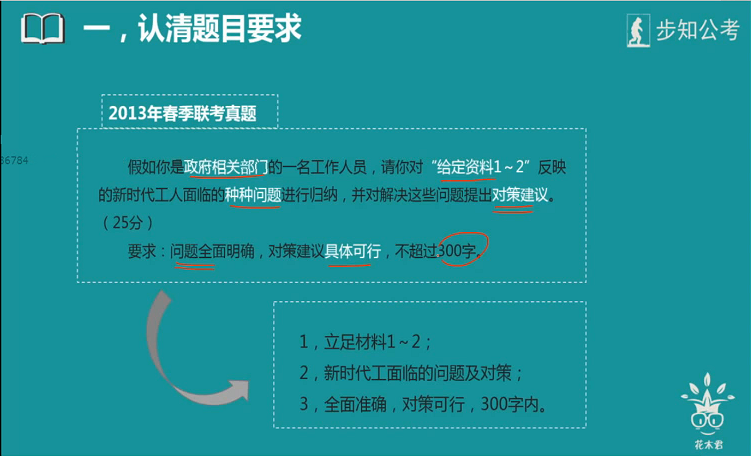 一，认清题目要求
步知公考
2013年春季联考真题
36784
假如你是政府相关部门的一名工作人员，请你对“给定资料1～2”反映
的新时代工人面临的种种问题进行归纳，并对解决这些问题提出对策建议。
（25分）
要求：问题全面明确，对策建议具体可行，不超过300字。
1，立足材料1～2；
2，新时代工面临的问题及对策；
3，全面准确，对策可行，300字内。
花木君